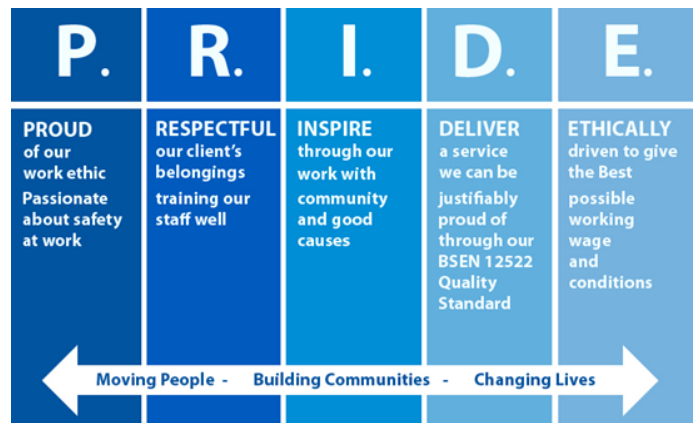 P.
R.
I.
D.
E.
PROUD
of our
work ethic
Passionate
about safety
at work
RESPECTFUL
our client's
belongings
training our
staff well
INSPIRE
through our
work with
community
and good
causes
DELIVER
a service
we can be
justifiably
proud of
through our
BSEN 12522
Quality
Standard
ETHICALLY
driven to give
the Best
possible
working
wage
and
conditions
Moving People - Building Communities - Changing Lives